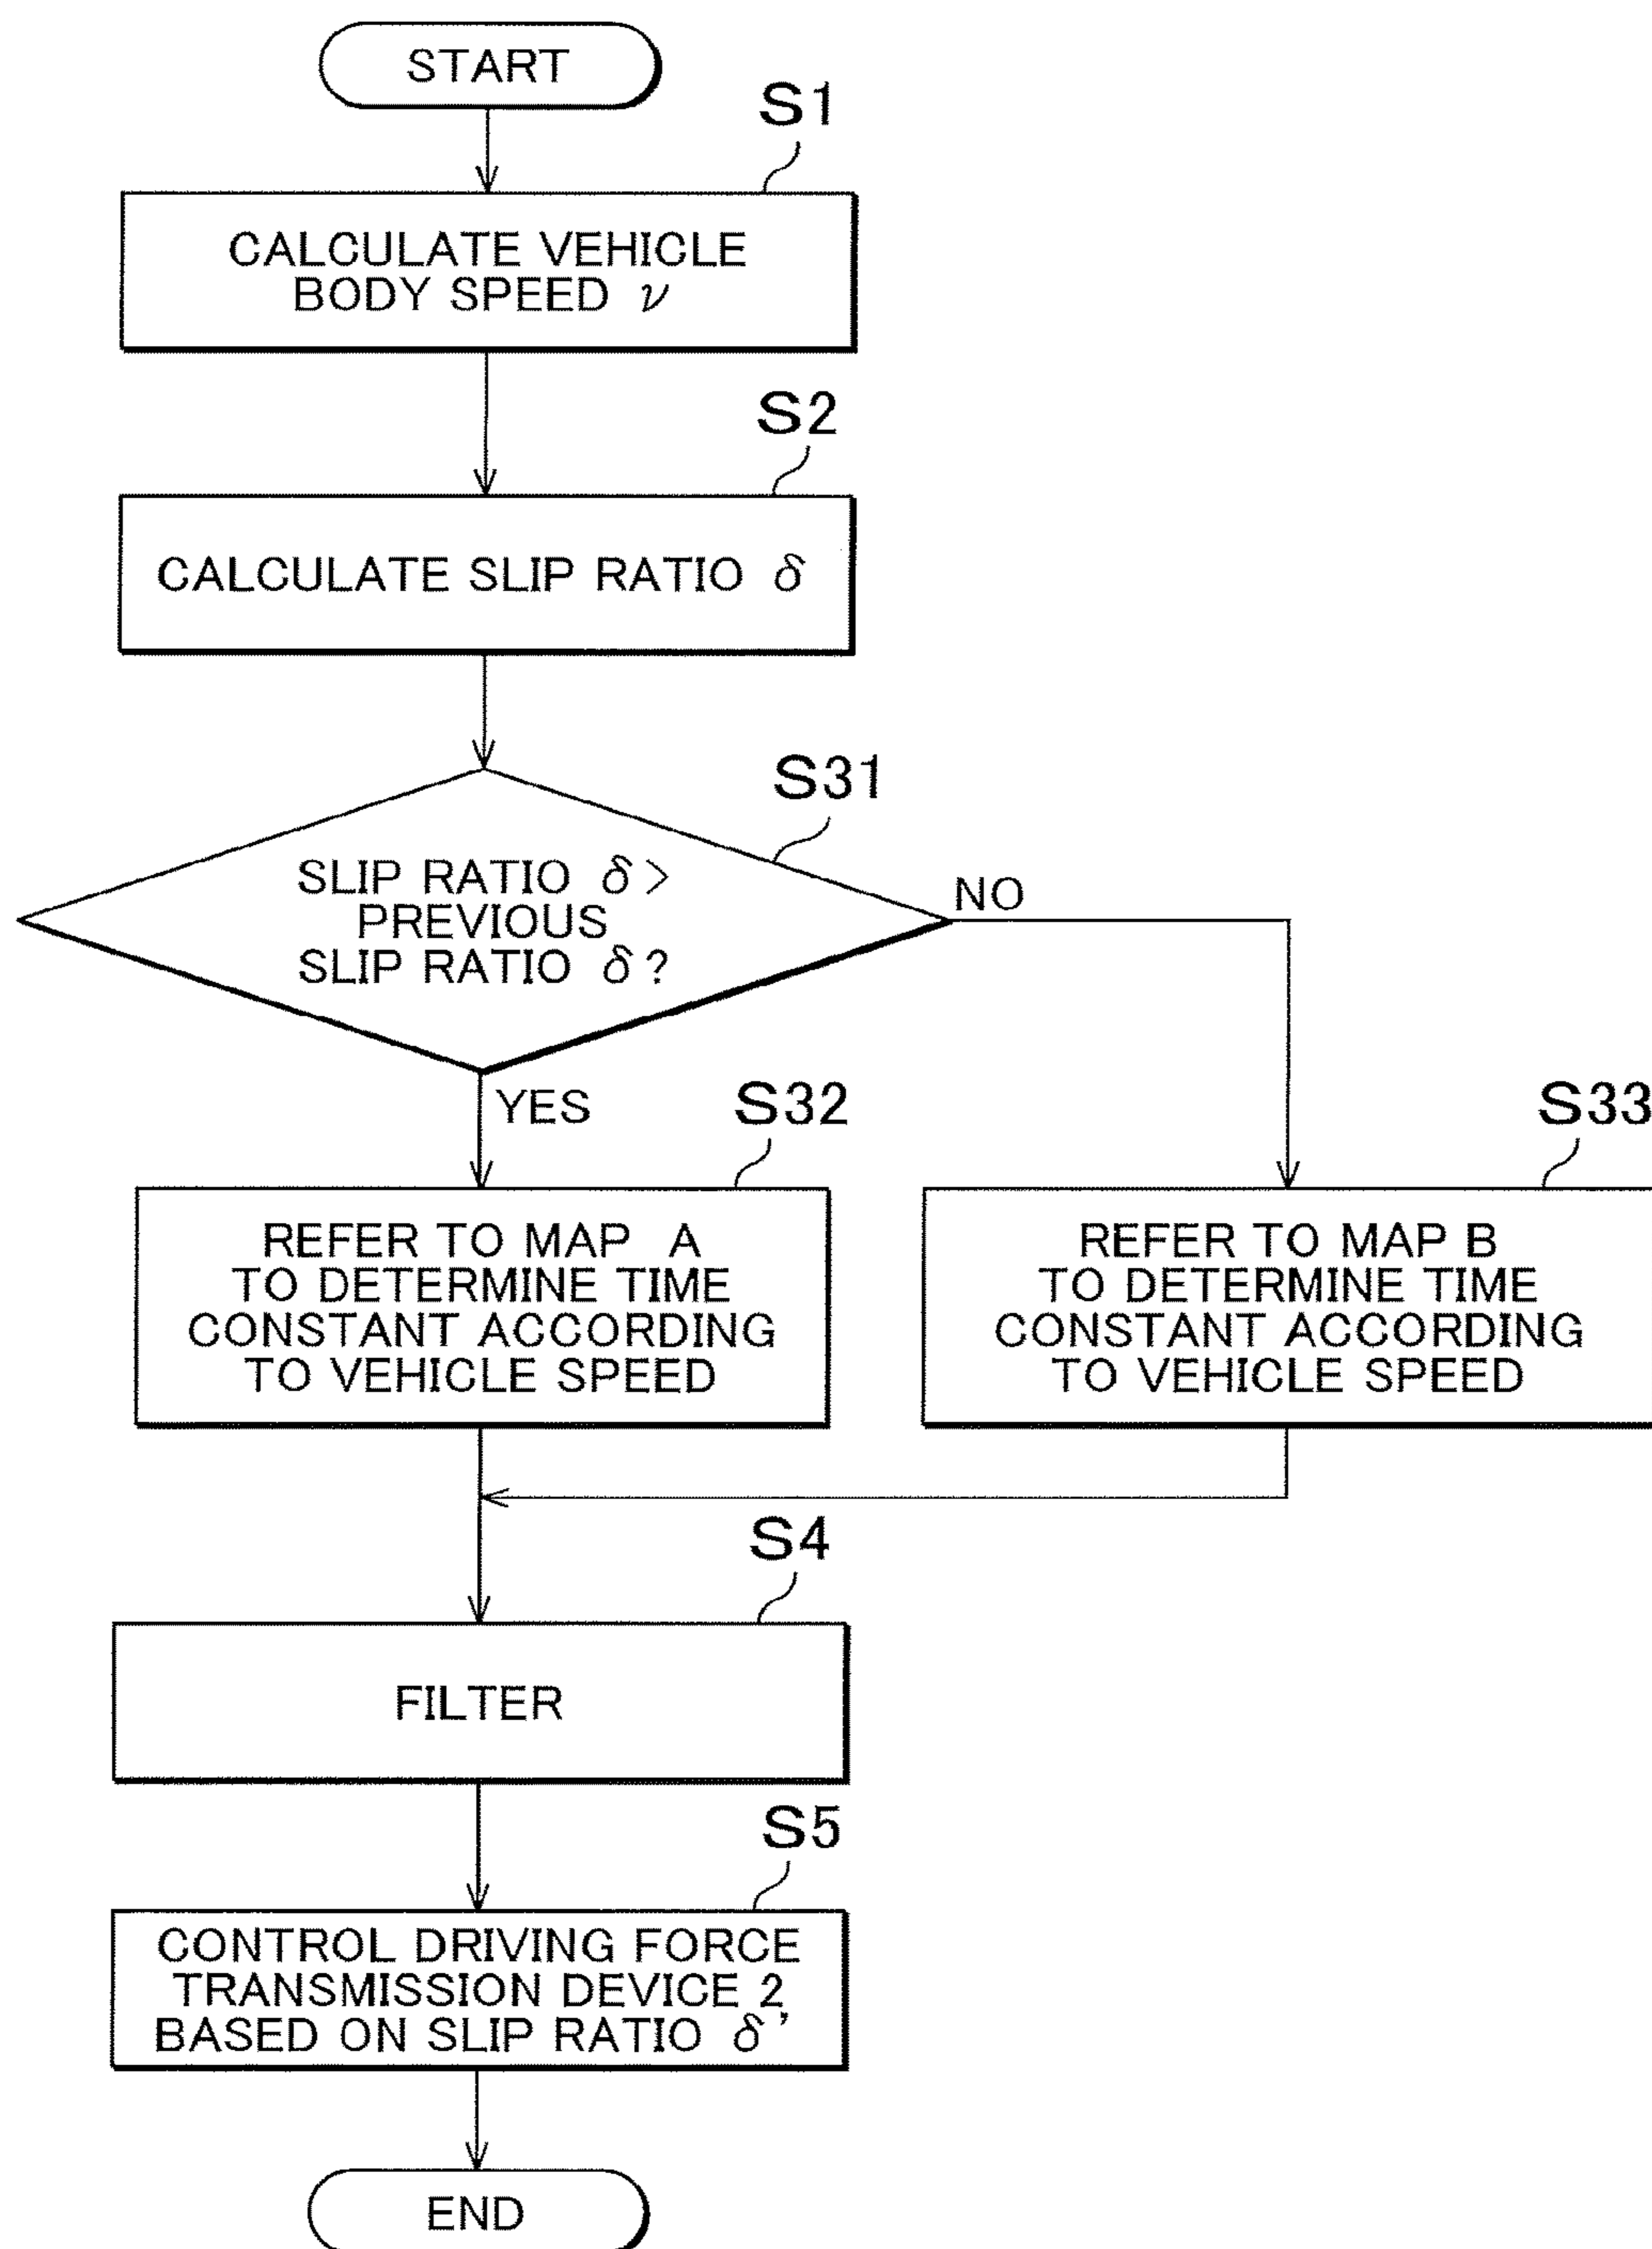 START
S1
CALCULATE VEHICLE
BODY SPEED ν
S2
CALCULATE SLIP RATIO δ
S31
SLIP RATIO δ >
PREVIOUS
SLIP RATIO δ ?
NO
YES
S32
REFER TO MAP A
TO DETERMINE TIME
CONSTANT ACCORDING
TO VEHICLE SPEED
S33
REFER TO MAP B
TO DETERMINE TIME
CONSTANT ACCORDING
TO VEHICLE SPEED
S4
FILTER
S5
CONTROL DRIVING FORCE
TRANSMISSION DEVICE 2
BASED ON SLIP RATIO δ'
END